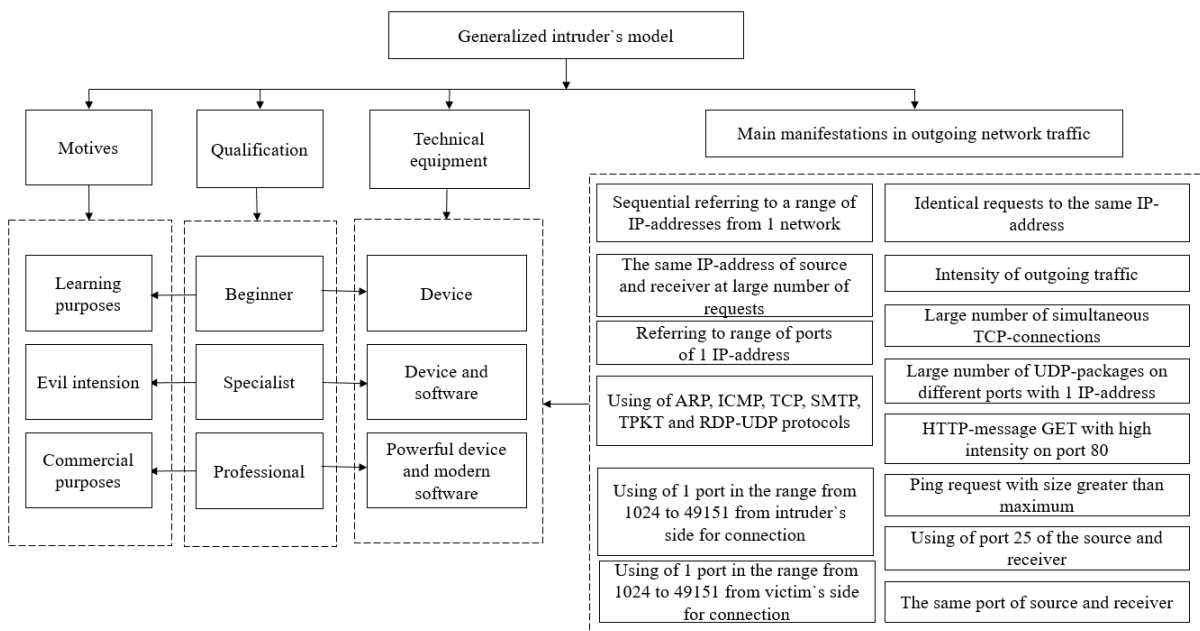 Generalized intruder`s model
Motives
Qualification
Technical
equipment
Main manifestations in outgoing network traffic
Learning
purposes
Beginner
Device
Evil intension
Specialist
Device and
software
Commercial
purposes
Professional
Powerful device
and modern
software
Sequential referring to a range of
IP-addresses from 1 network
The same IP-address of source
and receiver at large number of
requests
Referring to range of ports
of 1 IP-address
Using of ARP, ICMP, TCP, SMTP,
TPKT and RDP-UDP protocols
Using of 1 port in the range from
1024 to 49151 from intruder`s
side for connection
Using of 1 port in the range from
1024 to 49151 from victim`s side
for connection
Identical requests to the same IP-
address
Intensity of outgoing traffic
Large number of simultaneous
TCP-connections
Large number of UDP-packages on
different ports with 1 IP-address
HTTP-message GET with high
intensity on port 80
Ping request with size greater than
maximum
Using of port 25 of the source and
receiver
The same port of source and receiver